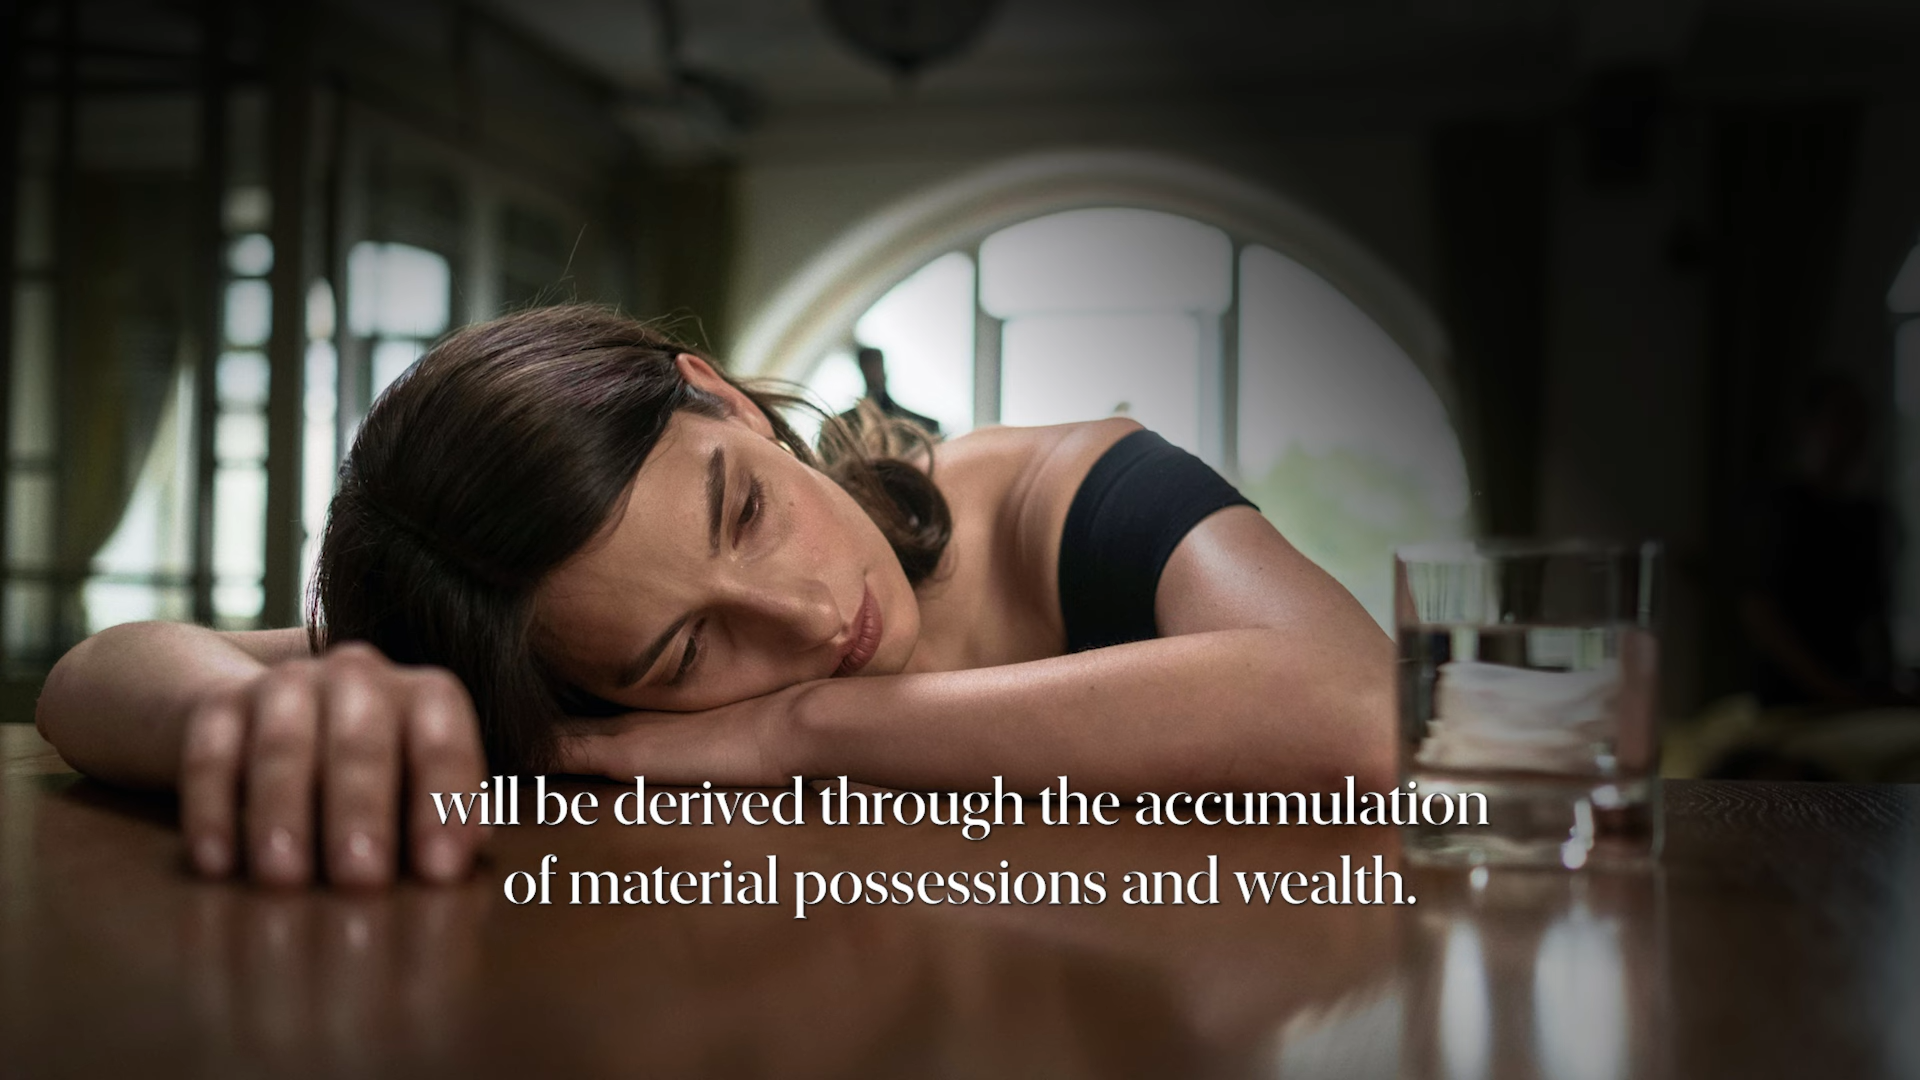 will be derived through the accumulation
of material possessions and wealth.